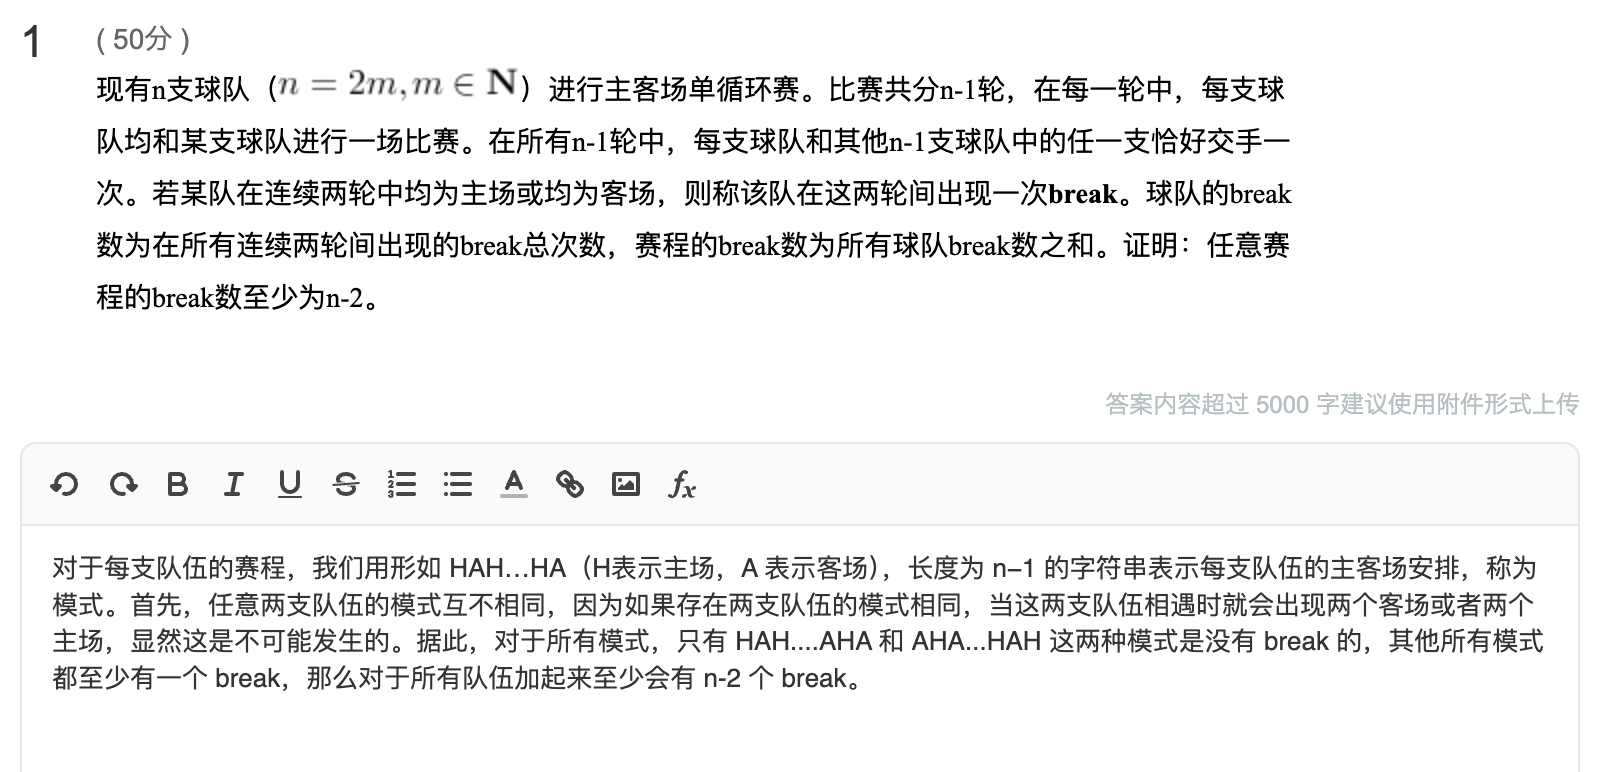 1 ( 50分 )
现有n支球队（n = 2m, m ∈ N）进行主客场单循环赛。比赛共分n-1轮，在每一轮中，每支球
队均和某支球队进行一场比赛。在所有n-1轮中，每支球队和其他n-1支球队中的任一支恰好交手一
次。若某队在连续两轮中均为主场或均为客场，则称该队在这两轮间出现一次break。球队的break
数为在所有连续两轮间出现的break总次数，赛程的break数为所有球队break数之和。证明：任意赛
程的break数至少为n-2。
答案内容超过 5000 字建议使用附件形式上传
对于每支队伍的赛程，我们用形如 HAH...HA（H表示主场，A 表示客场），长度为 n−1 的字符串表示每支队伍的主客场安排，称为
模式。首先，任意两支队伍的模式互不相同，因为如果存在两支队伍的模式相同，当这两支队伍相遇时就会出现两个客场或者两个
主场，显然这是不可能发生的。据此，对于所有模式，只有 HAH....AHA 和 AHA...HAH 这两种模式是没有 break 的，其他所有模式
都至少有一个 break，那么对于所有队伍加起来至少会有 n-2 个 break。